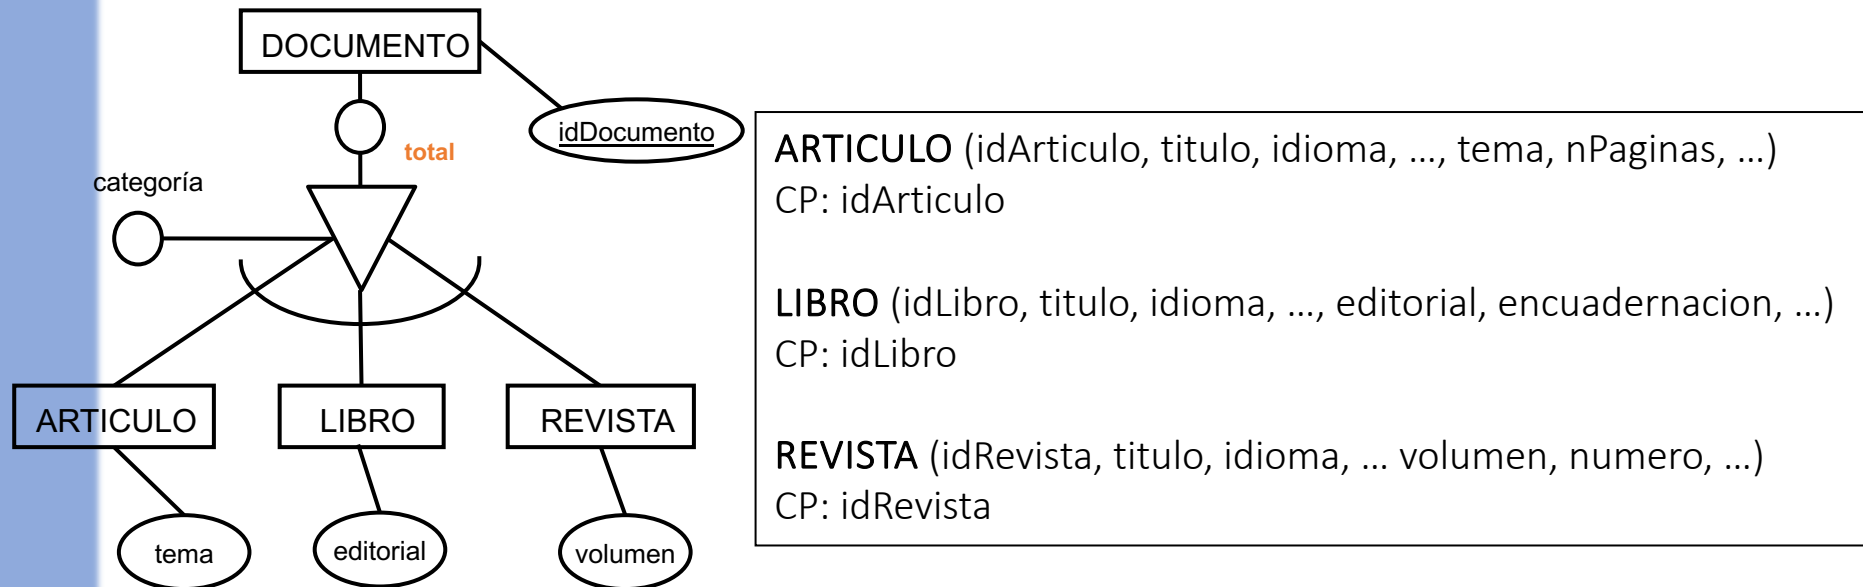 DOCUMENTO
idDocumento
total
categoría
ARTICULO
LIBRO
REVISTA
tema
editorial
volumen
ARTICULO (idArticulo, titulo, idioma, ..., tema, nPaginas, ...)
CP: idArticulo
LIBRO (idLibro, titulo, idioma, ..., editorial, encuadernacion, ...)
CP: idLibro
REVISTA (idRevista, titulo, idioma, ... volumen, numero, ...)
CP: idRevista